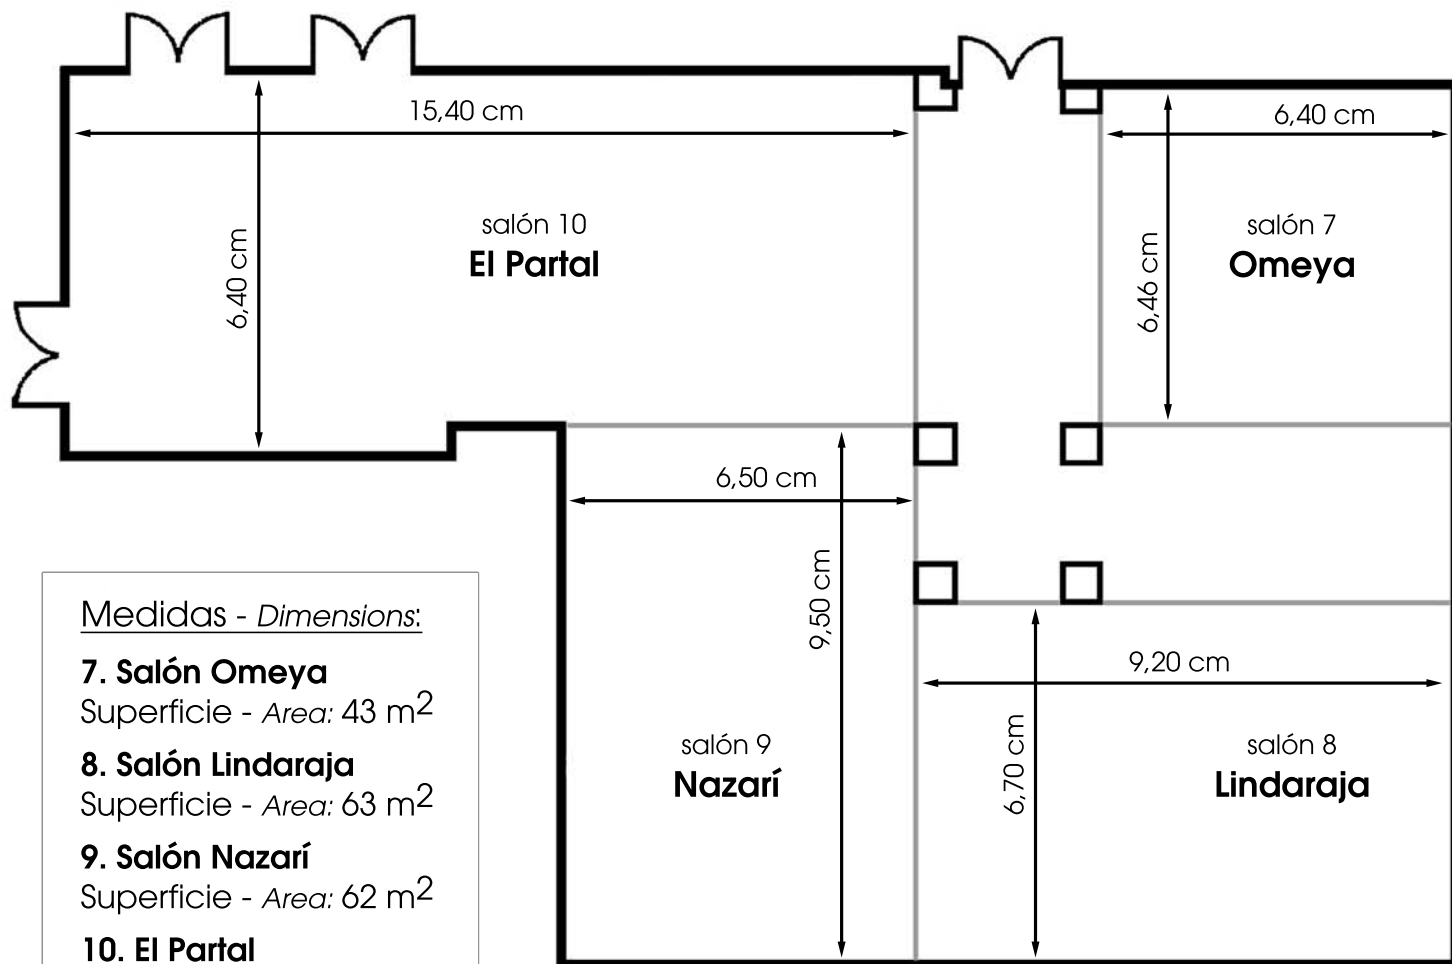 15,40 cm
6,40 cm
salón 10
El Partal
6,40 cm
6,46 cm
salón 7
Omeya
6,50 cm
9,50 cm
salón 9
Nazarí
9,20 cm
6,70 cm
salón 8
Lindaraja
Medidas - Dimensions:
7. Salón Omeya
Superficie - Area: 43 m2
8. Salón Lindaraja
Superficie - Area: 63 m2
9. Salón Nazarí
Superficie - Area: 62 m2
10. El Partal